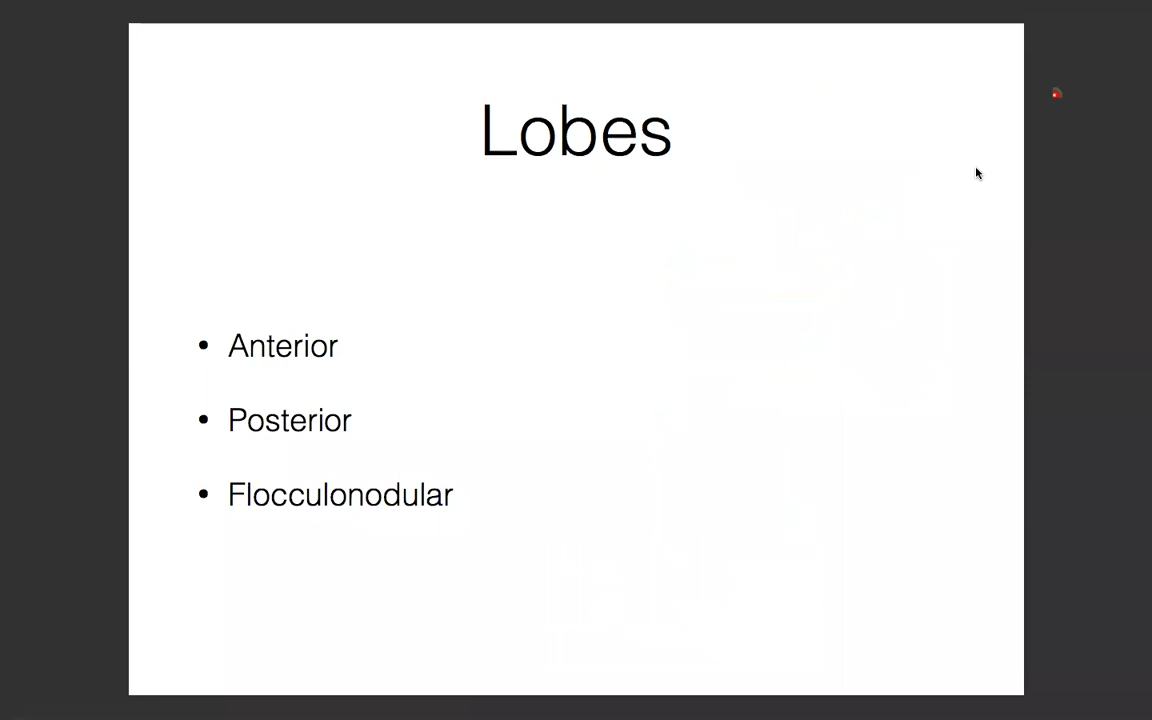 Lobes
• Anterior
• Posterior
• Flocculonodular